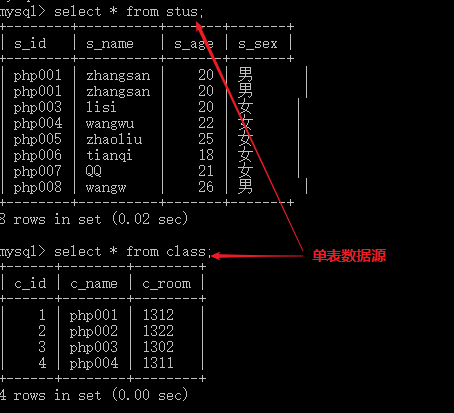 mysql> select * from stus;
+--------+----------+-------+-------+
| s_id   | s_name   | s_age | s_sex |
+--------+----------+-------+-------+
| php001 | zhangsan |    20 | 男    |
| php001 | zhangsan |    20 | 男    |
| php003 | lisi     |    20 | 女    |
| php004 | wangwu   |    22 | 女    |
| php005 | zhaoliu  |    25 | 女    |
| php006 | tianqi   |    18 | 女    |
| php007 | QQ       |    21 | 女    |
| php008 | wangw    |    26 | 男    |
+--------+----------+-------+-------+
8 rows in set (0.02 sec)
mysql> select * from class;
单表数据源
+------+--------+--------+
| c_id | c_name | c_room |
+------+--------+--------+
|    1 | php001 | 1312   |
|    2 | php002 | 1322   |
|    3 | php003 | 1302   |
|    4 | php004 | 1311   |
+------+--------+--------+
4 rows in set (0.00 sec)